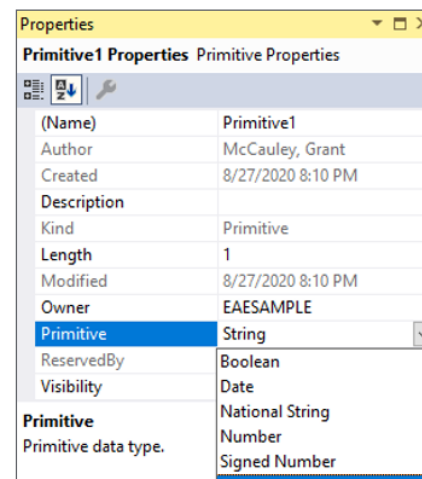 Properties
Primitive1 Properties Primitive Properties
(Name) Primitive1
Author McCauley, Grant
Created 8/27/2020 8:10 PM
Description
Kind Primitive
Length 1
Modified 8/27/2020 8:10 PM
Owner EAESAMPLE
Primitive String
ReservedBy Boolean
Visibility Date
National String
Primitive Number
Primitive data type. Signed Number